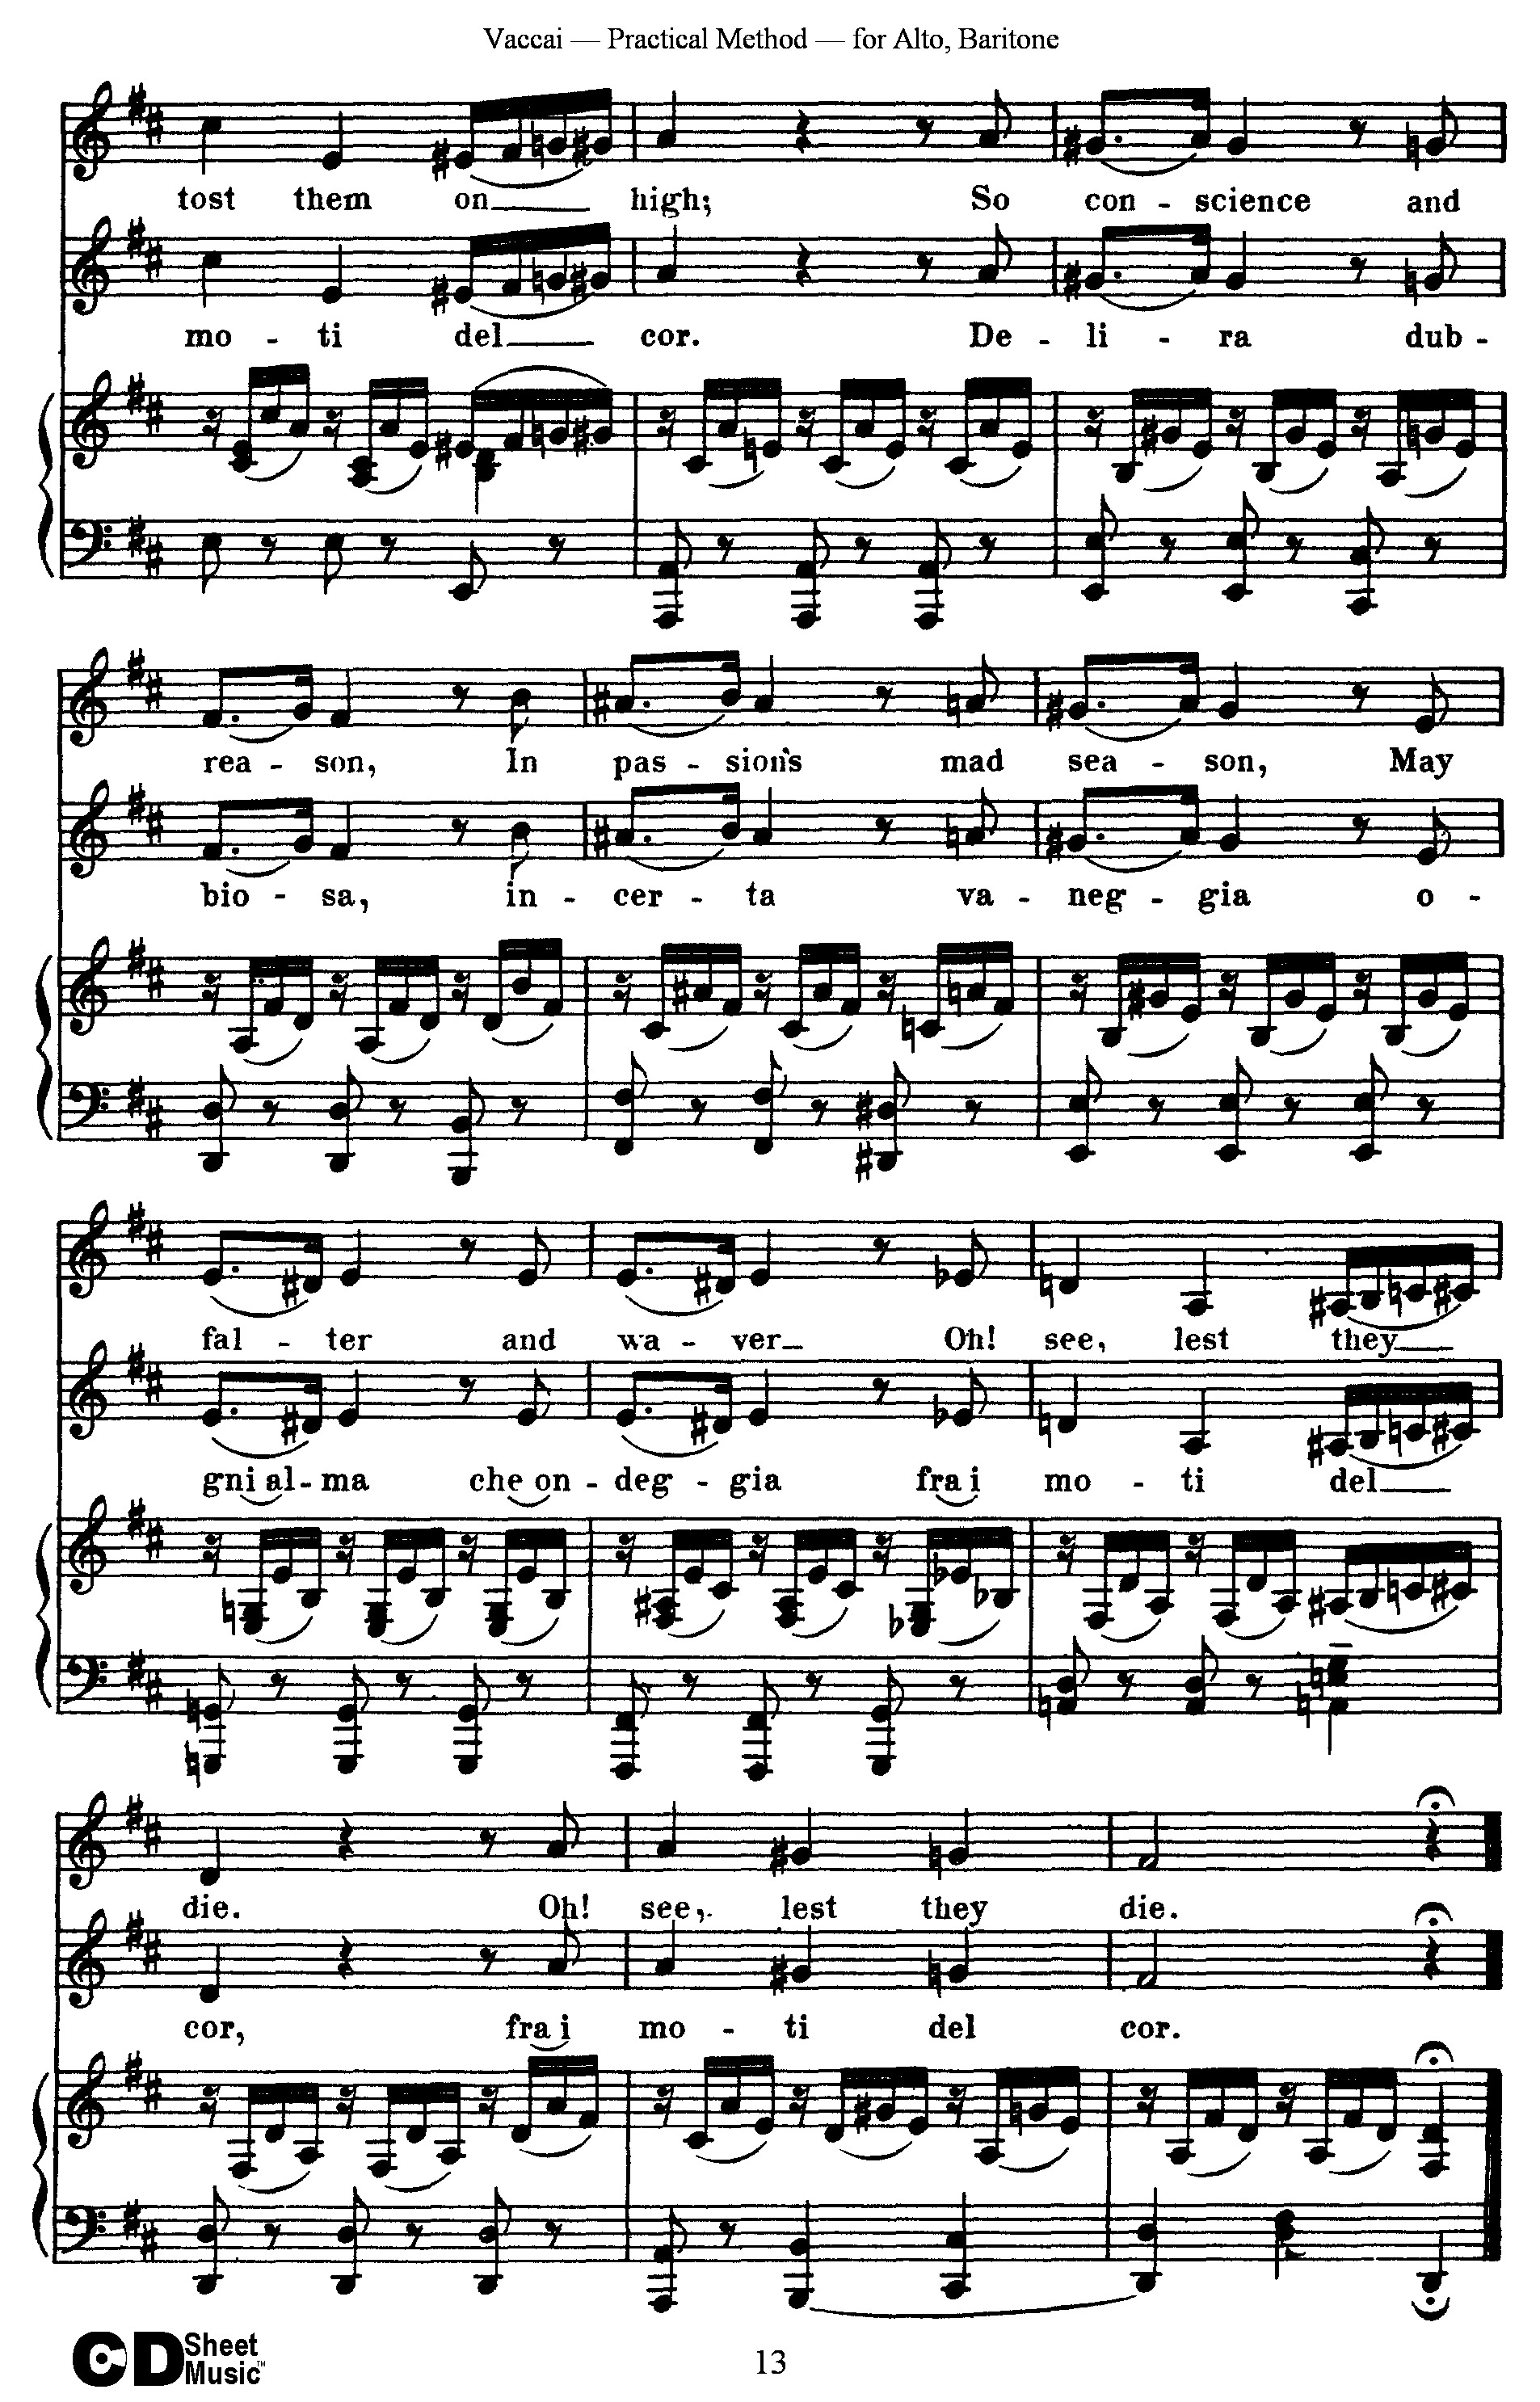 Vaccai — Practical Method — for Alto, Baritone
tost them on high; So con - science and
mo - ti del cor. De - li - ra dub -
rea - son, In pas - sion's mad sea - son, May
bio - sa, in - cer - ta va - neg - gia o -
fal - ter and wa - ver Oh! see, lest they
gni al - ma che on - deg - gia fra i mo - ti del
die. Oh! see, lest they die.
cor, fra i mo - ti del cor.
CD Sheet
Music™
13